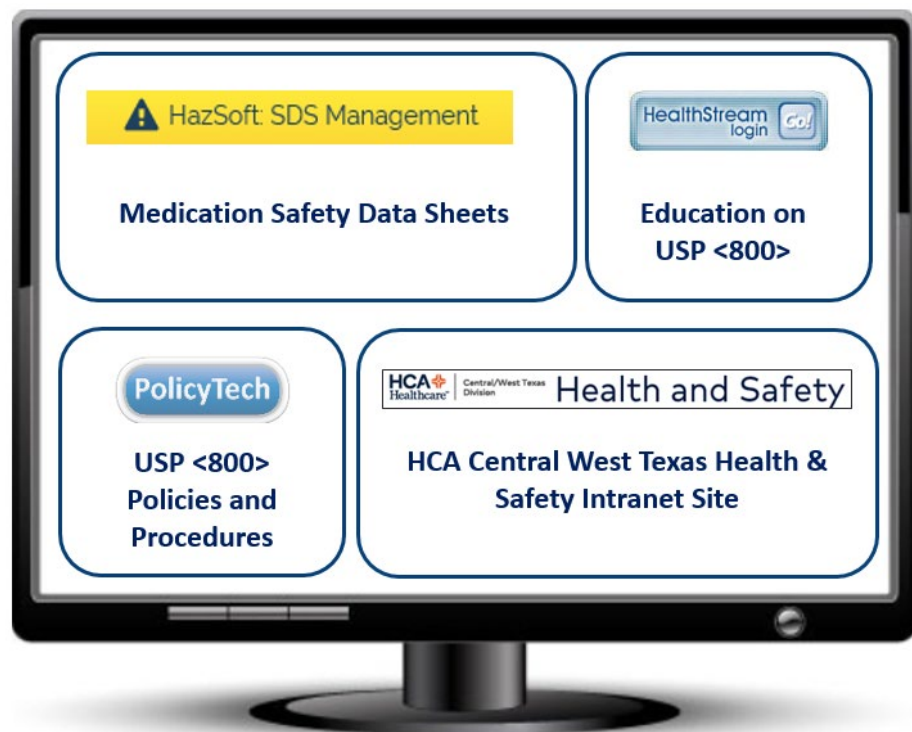 HazSoft: SDS Management
Medication Safety Data Sheets
HealthStream
login Go!
Education on
USP <800>
PolicyTech
USP <800>
Policies and
Procedures
HCA
Healthcare™
Central/West Texas
Division
Health and Safety
HCA Central West Texas Health &
Safety Intranet Site